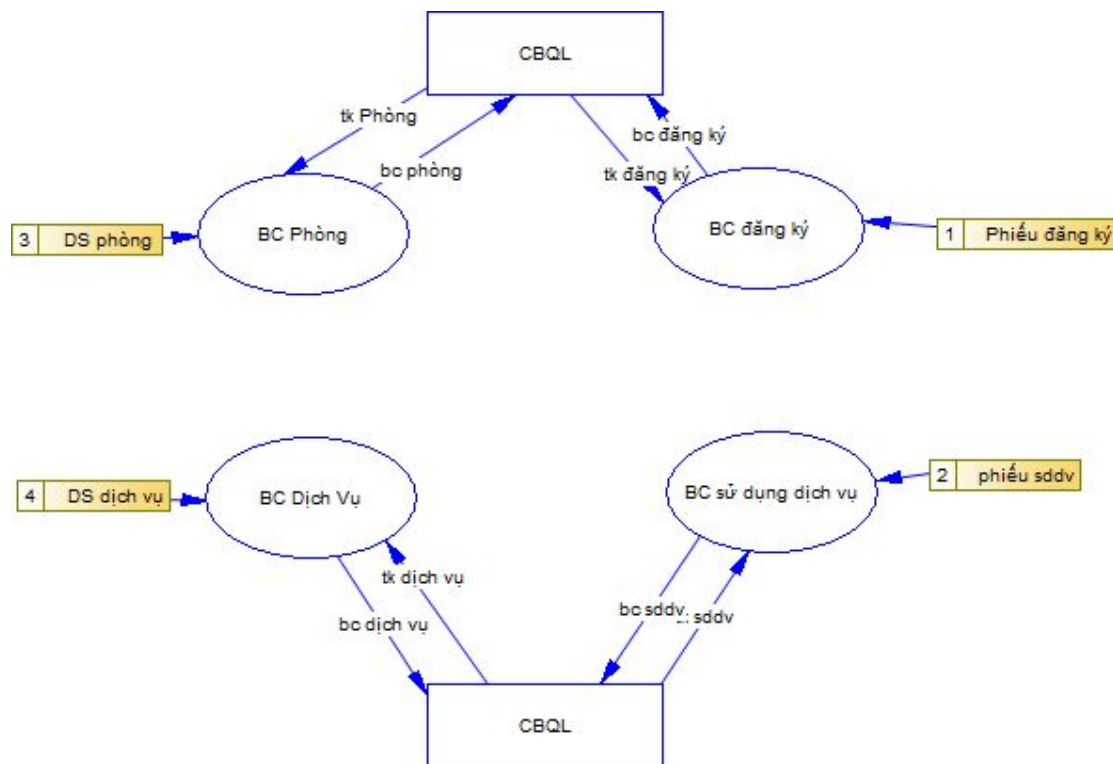 CBQL
tk Phòng
bc đăng ký
bc phòng
tk đăng ký
3 DS phòng
BC Phòng
BC đăng ký
1 Phiếu đăng ký
4 DS dịch vụ
BC Dịch Vụ
BC sử dụng dịch vụ
2 phiếu sddv
tk dịch vụ
bc dịch vụ
bc sddv
sddv
CBQL